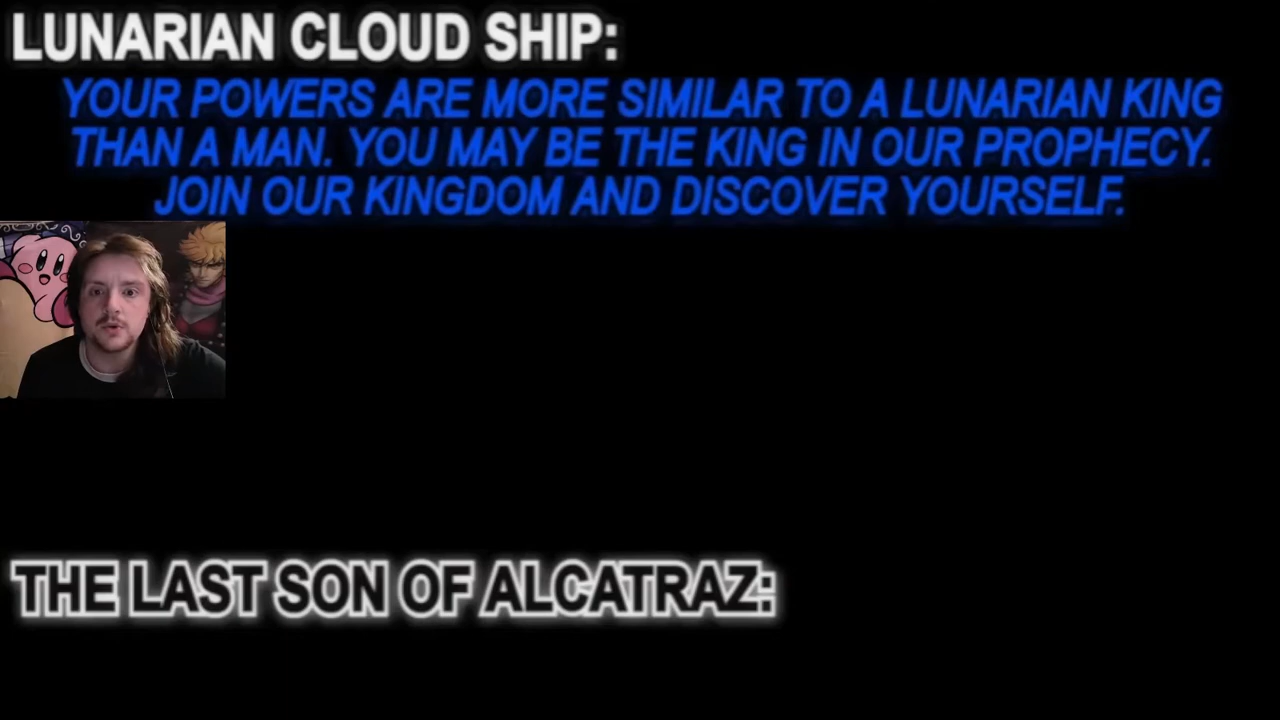 LUNARIAN CLOUD SHIP:
YOUR POWERS ARE MORE SIMILAR TO A LUNARIAN KING
THAN A MAN. YOU MAY BE THE KING IN OUR PROPHECY.
JOIN OUR KINGDOM AND DISCOVER YOURSELF.
THE LAST SON OF ALCATRAZ: